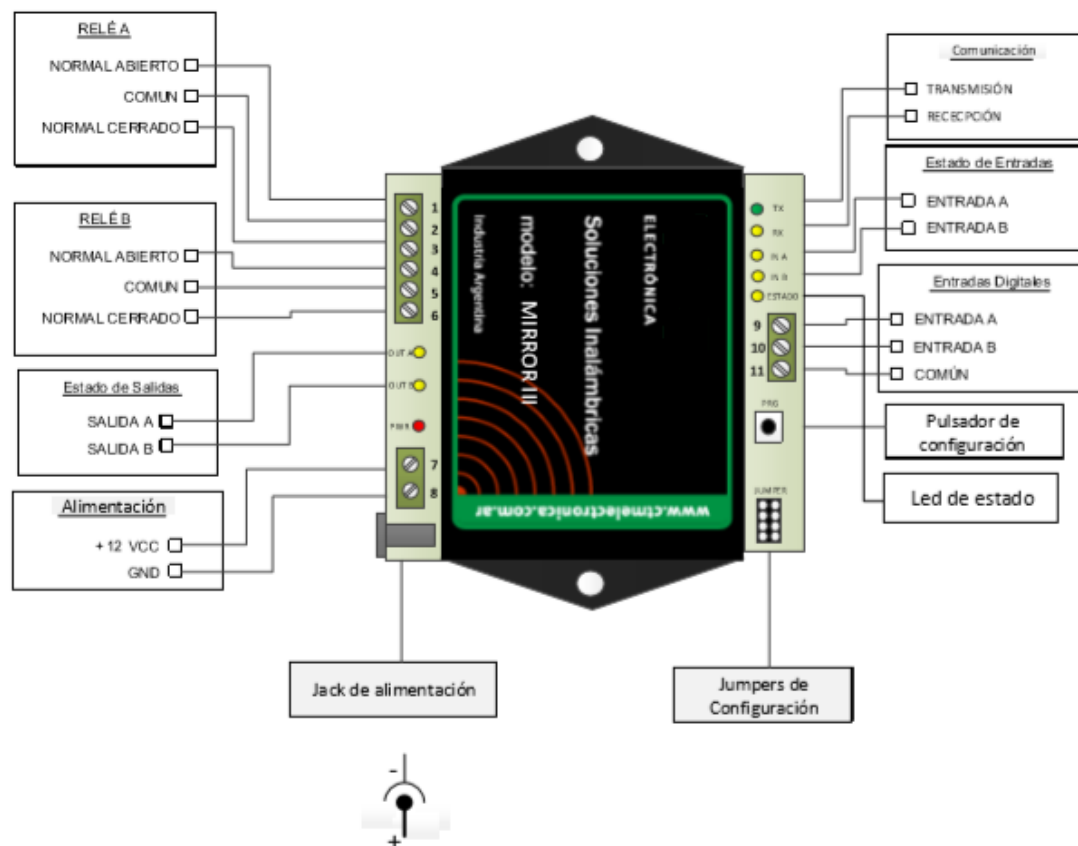 RELÉ A
NORMAL ABIERTO
COMUN
NORMAL CERRADO
RELÉ B
NORMAL ABIERTO
COMUN
NORMAL CERRADO
Estado de Salidas
SALIDA A
SALIDA B
Alimentación
+ 12 VCC
GND
1
2
3
4
5
6
OUT A
OUT B
PWR
7
8
ELECTRÓNICA
Soluciones Inalámbricas
modelo: MIRROR III
Industria Argentina
www.ctmelectronica.com.ar
TX
RX
IN A
IN B
ESTADO
9
10
11
PRG
JUMPER
Comunicación
TRANSMISIÓN
RECECPCIÓN
Estado de Entradas
ENTRADA A
ENTRADA B
Entradas Digitales
ENTRADA A
ENTRADA B
COMÚN
Pulsador de
configuración
Led de estado
Jack de alimentación
Jumpers de
Configuración
-
+